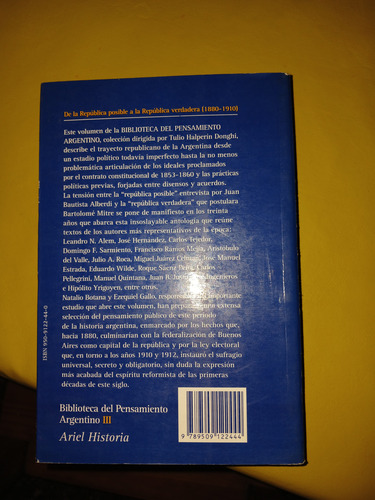 De la República posible a la República verdadera (1880-1910)
Este volumen de la BIBLIOTECA DEL PENSAMIENTO
ARGENTINO, colección dirigida por Tulio Halperin Donghi,
describe el trayecto republicano de la Argentina desde
un estadio político todavía imperfecto hasta la no menos
problemática articulación de los ideales proclamados
por el contrato constitucional de 1853-1860 y las prácticas
políticas previas, forjadas entre disensos y acuerdos.
La tensión entre la "república posible" entrevista por Juan
Bautista Alberdi y la "república verdadera" que
postulara Bartolomé Mitre se pone de manifiesto en los treinta
años que abarca esta insoslayable antología que reúne
textos de los autores más representativos de la época:
Leandro N. Alem, José Hernández, Carlos Tejedor,
Domingo F. Sarmiento, Francisco Ramos Mejía, Aristóbulo
del Valle, Julio A. Roca, Miguel Juárez Celman, José Manuel
Estrada, Eduardo Wilde, Roque Sáenz Peña, Carlos
Pellegrini, Manuel Quintana, Juan B. Justo, José Ingenieros
e Hipólito Yrigoyen, entre otros.
Natalio Botana y Ezequiel Gallo, responsables del importante
estudio que abre este volumen, han preparado una extensa
selección del pensamiento público de este período
de la historia argentina, enmarcado por los hechos que,
hacia 1880, culminarían con la federalización de Buenos
Aires como capital de la república y por la ley electoral
que, en torno a los años 1910 y 1912, instauró el sufragio
universal, secreto y obligatorio, sin duda la expresión
más acabada del espíritu reformista de las primeras
décadas de este siglo.
ISBN 950-9122-44-0
Biblioteca del Pensamiento
Argentino III
Ariel Historia
9 789509 122444